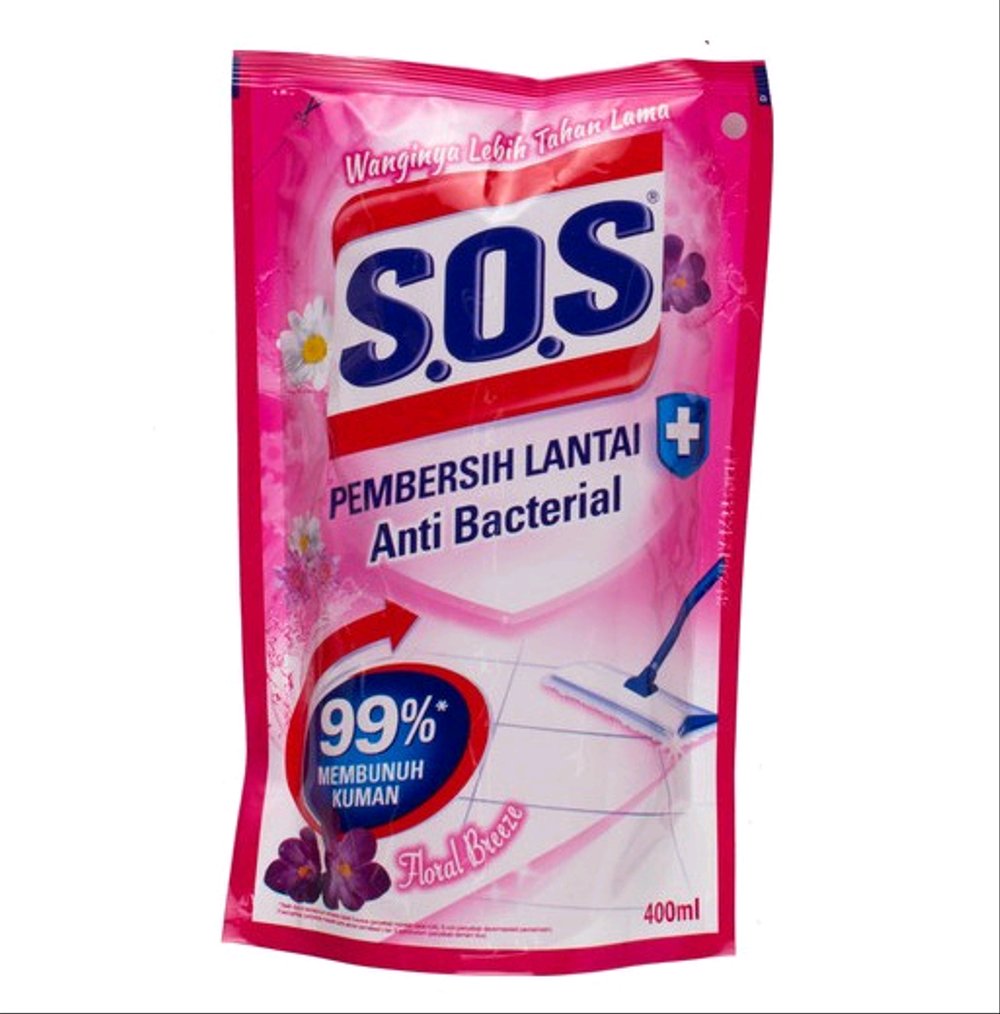 Wanginya Lebih Tahan Lama
S.O.S®
PEMBERSIH LANTAI
Anti Bacterial
99%*
MEMBUNUH
KUMAN
Floral Breeze
400ml